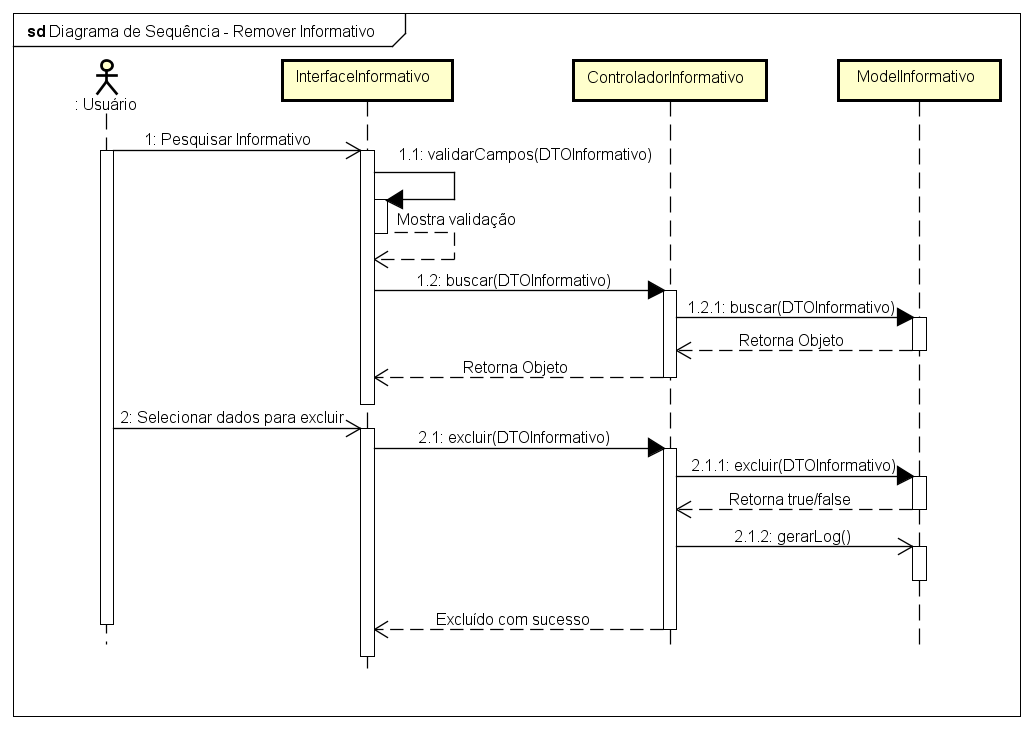 sd Diagrama de Sequência - Remover Informativo
: Usuário
InterfaceInformativo
ControladorInformativo
ModelInformativo
1: Pesquisar Informativo
1.1: validarCampos(DTOInformativo)
Mostra validação
1.2: buscar(DTOInformativo)
1.2.1: buscar(DTOInformativo)
Retorna Objeto
Retorna Objeto
2: Selecionar dados para excluir
2.1: excluir(DTOInformativo)
2.1.1: excluir(DTOInformativo)
Retorna true/false
2.1.2: gerarLog()
Excluído com sucesso